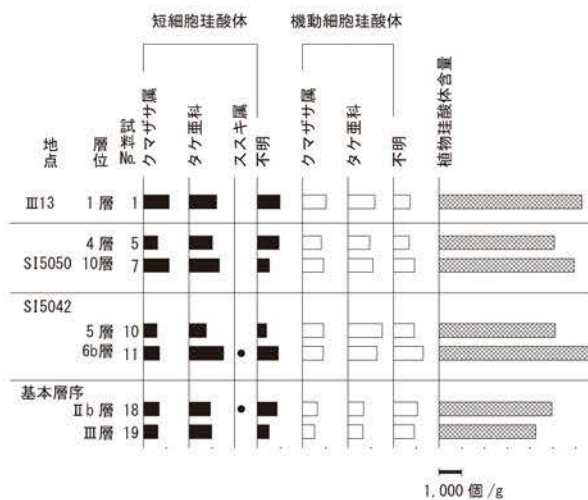 短細胞珪酸体 機動細胞珪酸体
地点 層位 試料No. クマザサ属 タケ亜科 ススキ属 不明 クマザサ属 タケ亜科 不明 植物珪酸体含量
Ⅲ13 1層 1
4層 5
SI5050 10層 7
SI5042
5層 10
6b層 11
基本層序
Ⅱb層 18
Ⅲ層 19
1,000 個/g